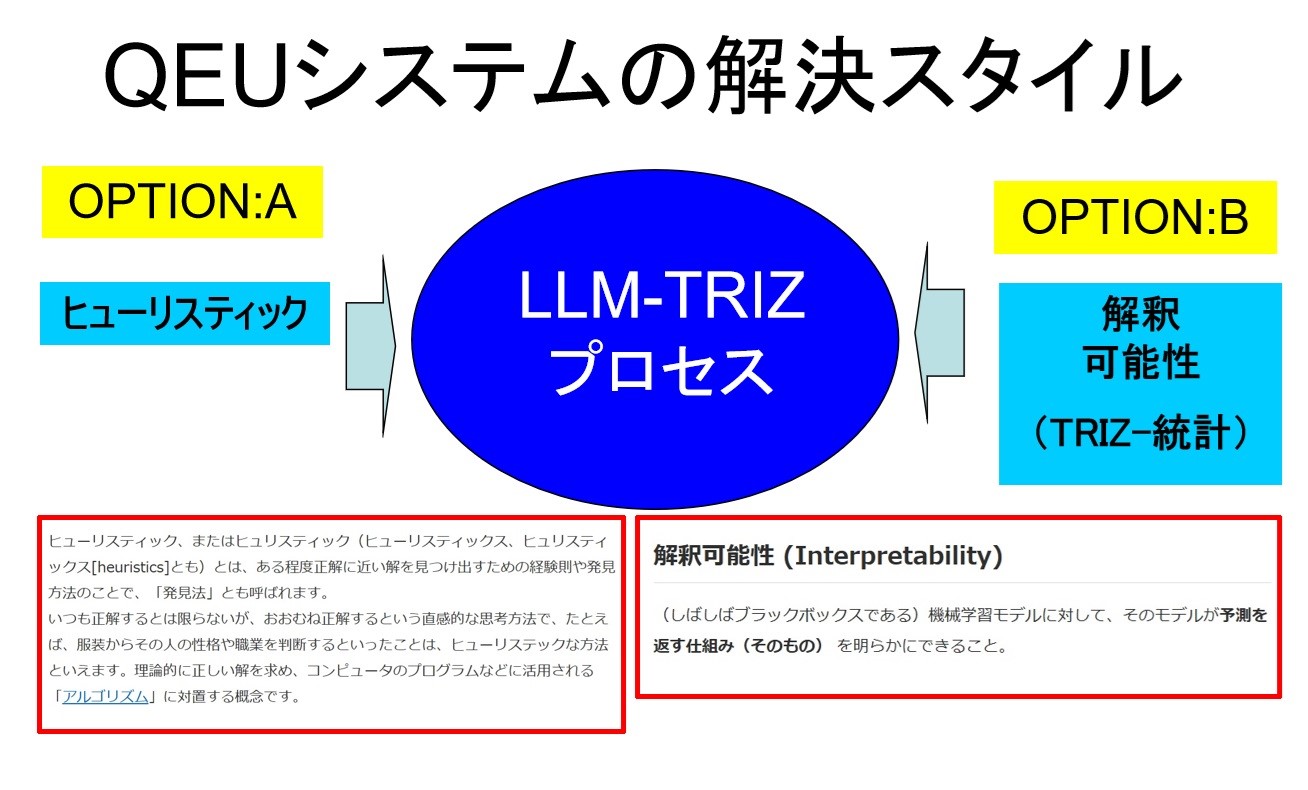 QEUシステムの解決スタイル
OPTION:A
ヒューリスティック
LLM-TRIZ
プロセス
OPTION:B
解釈
可能性
（TRIZ-統計）
ヒューリスティック、またはヒュリスティック（ヒューリスティックス、ヒュリスティ
ックス[heuristics]とも）とは、ある程度正解に近い解を見つけ出すための経験則や発見
方法のことで、「発見法」とも呼ばれます。
いつも正解するとは限らないが、おおむね正解するという直感的な思考方法で、たとえ
ば、服装からその人の性格や職業を判断するといったことは、ヒューリステックな方法
といえます。理論的に正しい解を求め、コンピュータのプログラムなどに活用される
「アルゴリズム」に対置する概念です。
解釈可能性 (Interpretability)
（しばしばブラックボックスである）機械学習モデルに対して、そのモデルが予測を
返す仕組み（そのもの） を明らかにできること。